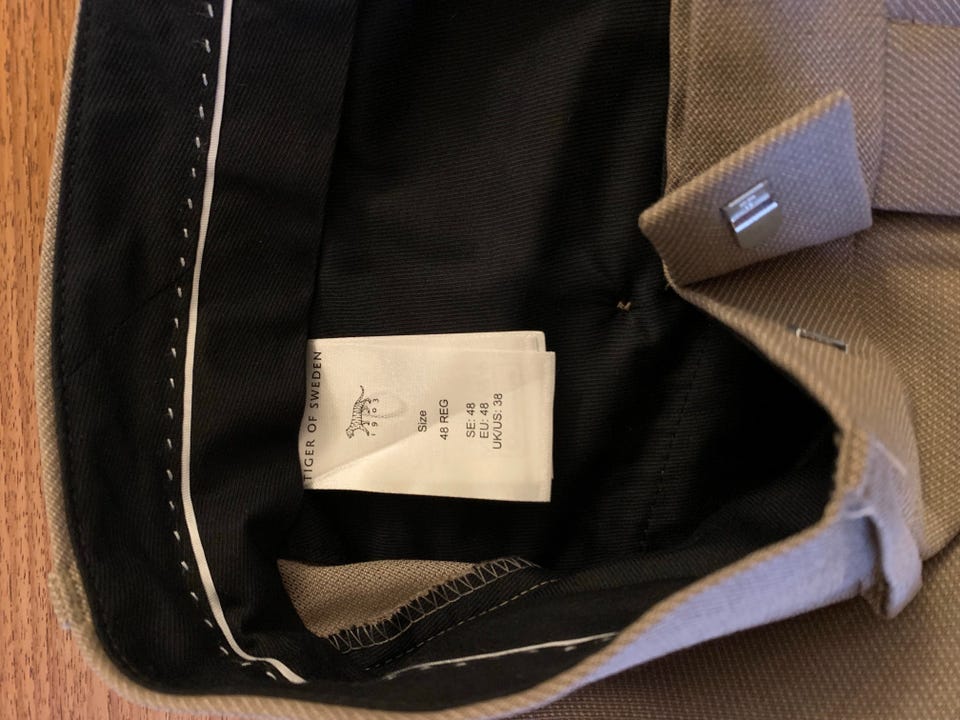 TIGER OF SWEDEN
1903
Size
48 REG
SE: 48
EU: 48
UK/US: 38